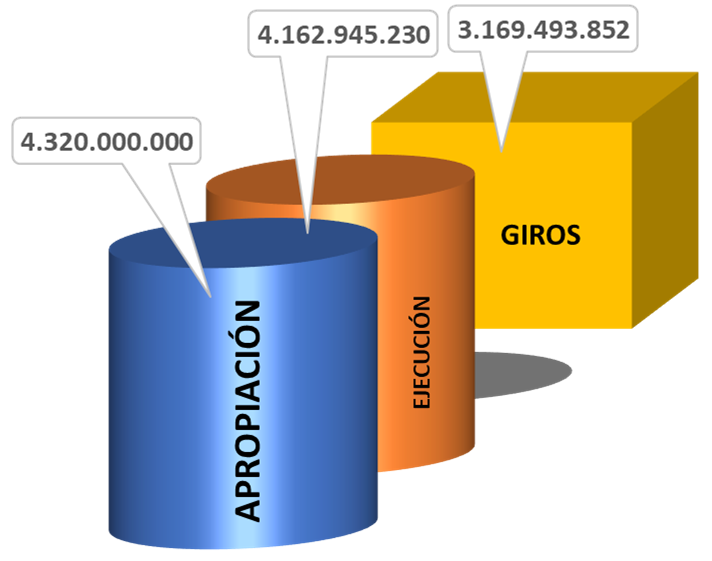 4.162.945.230
3.169.493.852
4.320.000.000
GIROS
EJECUCIÓN
APROPIACIÓN